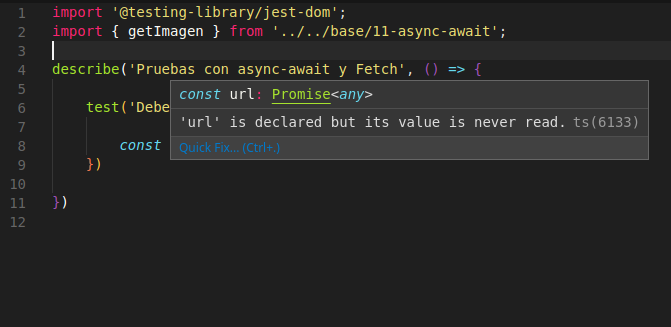 1 import '@testing-library/jest-dom';
2 import { getImagen } from '../../base/11-async-await';
3
4 describe('Pruebas con async-await y Fetch', () => {
5
const url: Promise<any>
6 test('Debe
'url' is declared but its value is never read. ts(6133)
7
8 const
Quick Fix... (Ctrl+.)
9 })
10
11 })
12